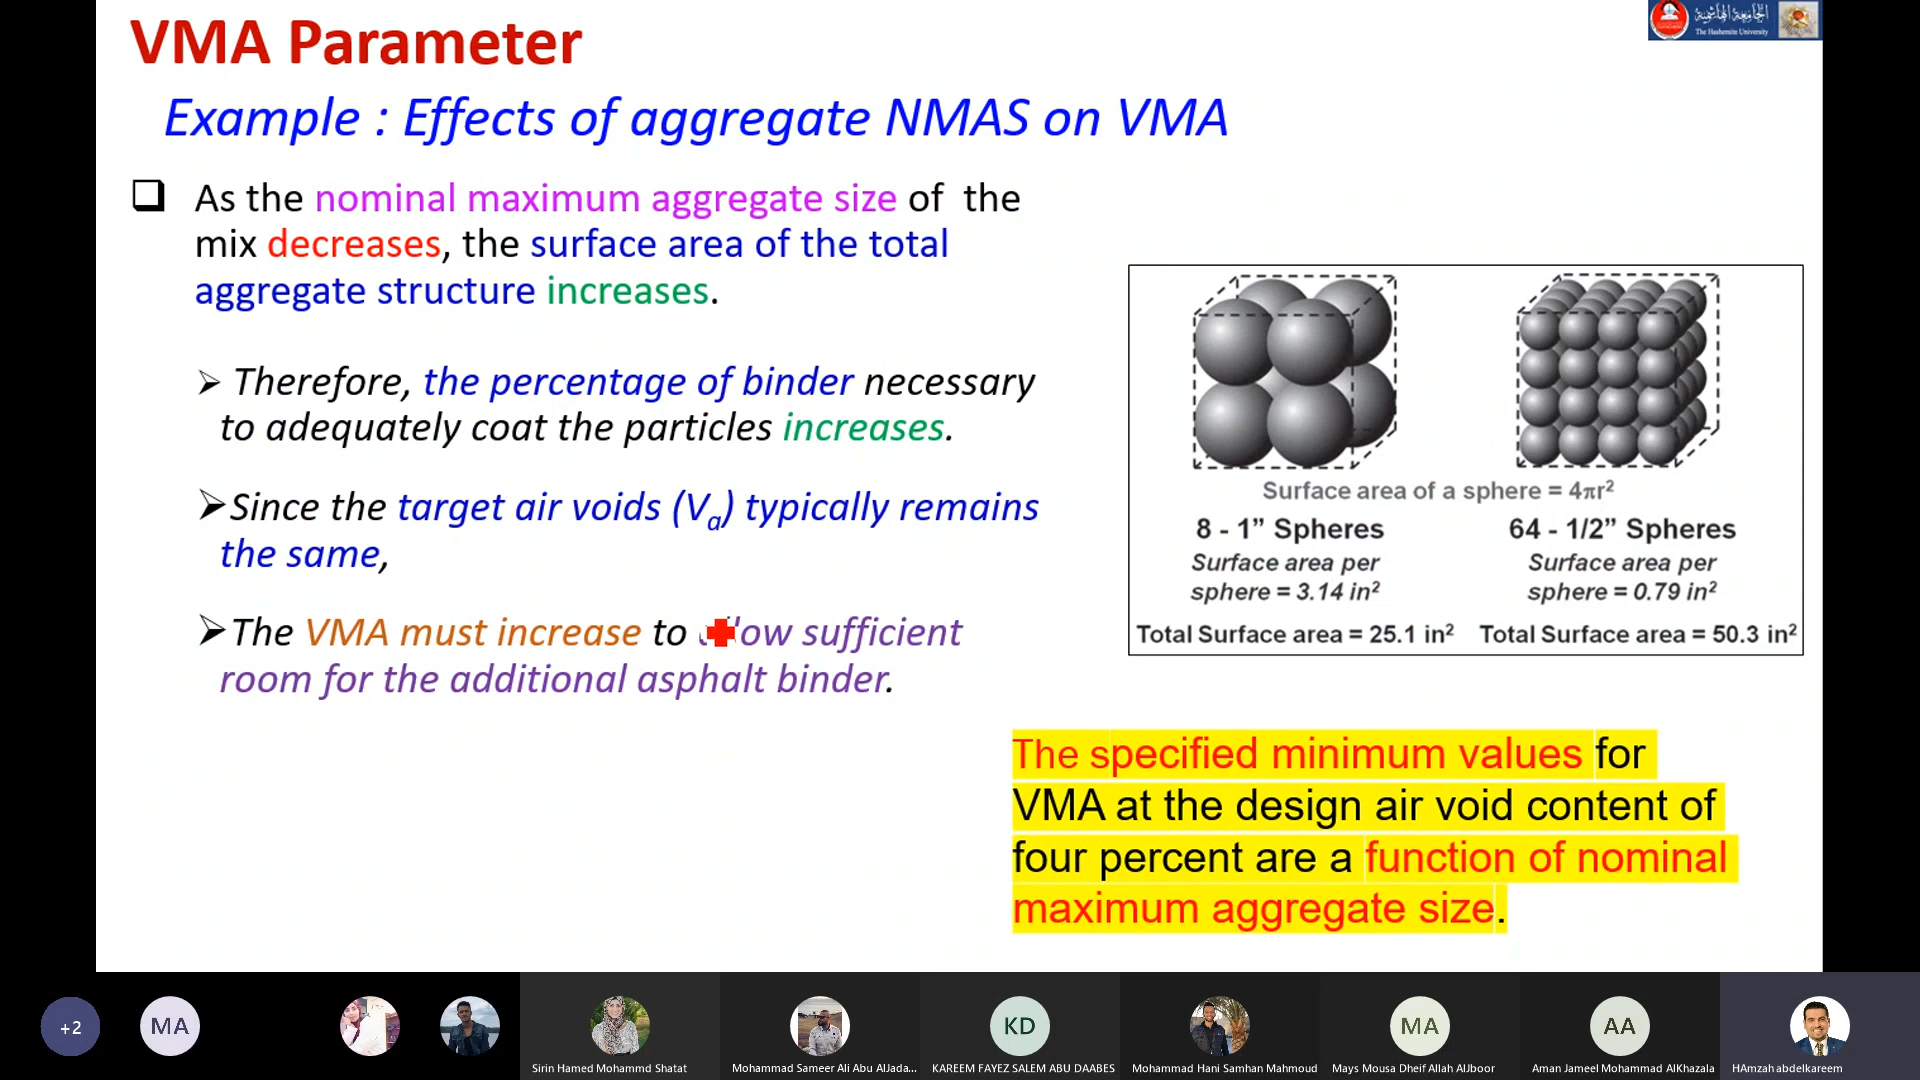 VMA Parameter
الجامعة الهاشمية
The Hashemite University
Example : Effects of aggregate NMAS on VMA
❑ As the nominal maximum aggregate size of the
mix decreases, the surface area of the total
aggregate structure increases.
➢ Therefore, the percentage of binder necessary
to adequately coat the particles increases.
➢Since the target air voids (Va) typically remains
the same,
➢The VMA must increase to allow sufficient
room for the additional asphalt binder.
Surface area of a sphere = 4πr²
8 - 1” Spheres
Surface area per
sphere = 3.14 in²
Total Surface area = 25.1 in²
64 - 1/2” Spheres
Surface area per
sphere = 0.79 in²
Total Surface area = 50.3 in²
The specified minimum values for
VMA at the design air void content of
four percent are a function of nominal
maximum aggregate size.
+2
MA
KD
MA
AA
Sirin Hamed Mohammd Shatat
Mohammad Sameer Ali Abu AlJada...
KAREEM FAYEZ SALEM ABU DAABES
Mohammad Hani Samhan Mahmoud
Mays Mousa Dheif Allah AlJboor
Aman Jameel Mohammad AlKhazala
HAmzah abdelkareem